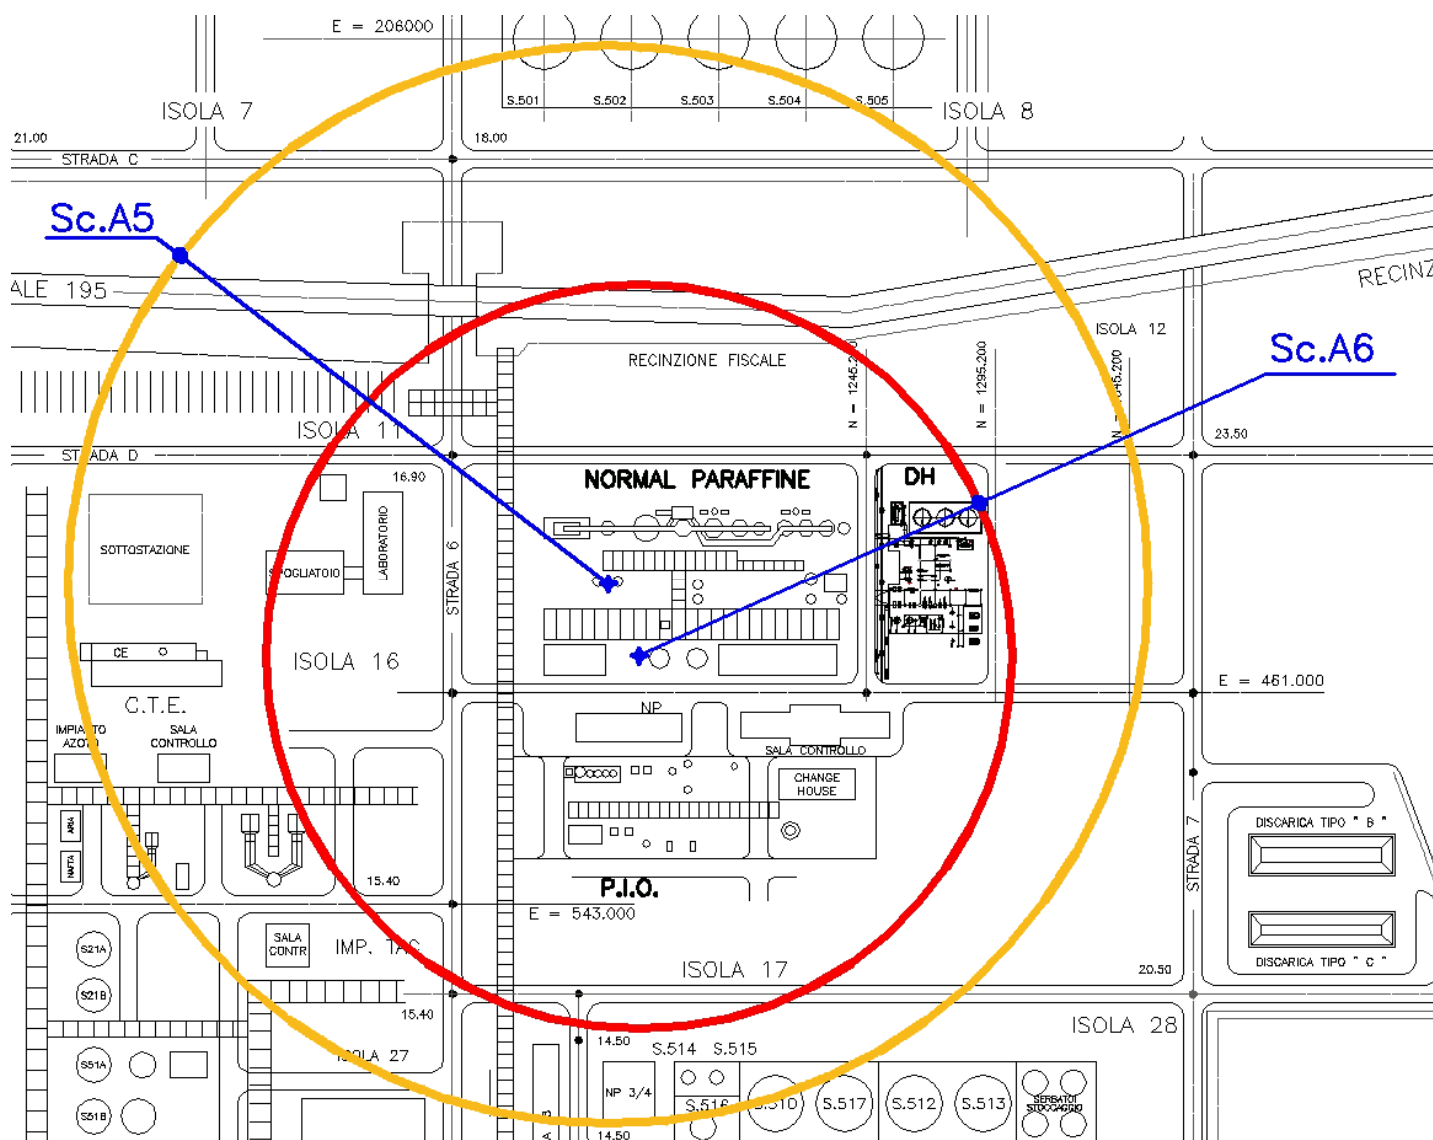 E = 206000
S.501
S.502
S.503
S.504
S.505
ISOLA 7
ISOLA 8
21.00
18.00
STRADA C
Sc.A5
ALE 195
RECINZ
ISOLA 12
Sc.A6
RECINZIONE FISCALE
N = 1245.200
N = 1295.200
ISOLA 11
23.50
STRADA D
16.90
NORMAL PARAFFINE
DH
LABORATORIO
SOTTOSTAZIONE
SPOGLIATOIO
STRADA 6
CE
ISOLA 16
E = 461.000
C.T.E.
NP
IMPIANTO
AZOTO
SALA
CONTROLLO
SALA CONTROLLO
CHANGE
HOUSE
ARIA
NAFTA
DISCARICA TIPO " B "
STRADA 7
15.40
P.I.O.
E = 543.000
S21A
SALA
CONTR
IMP. TAC
DISCARICA TIPO " C "
ISOLA 17
20.50
S21B
15.40
ISOLA 28
14.50
S.514
S.515
ISOLA 27
S51A
NP 3/4
S.516
S.510
S.517
S.512
S.513
SERBATOI
STOCCAGGIO
S51B
14.50